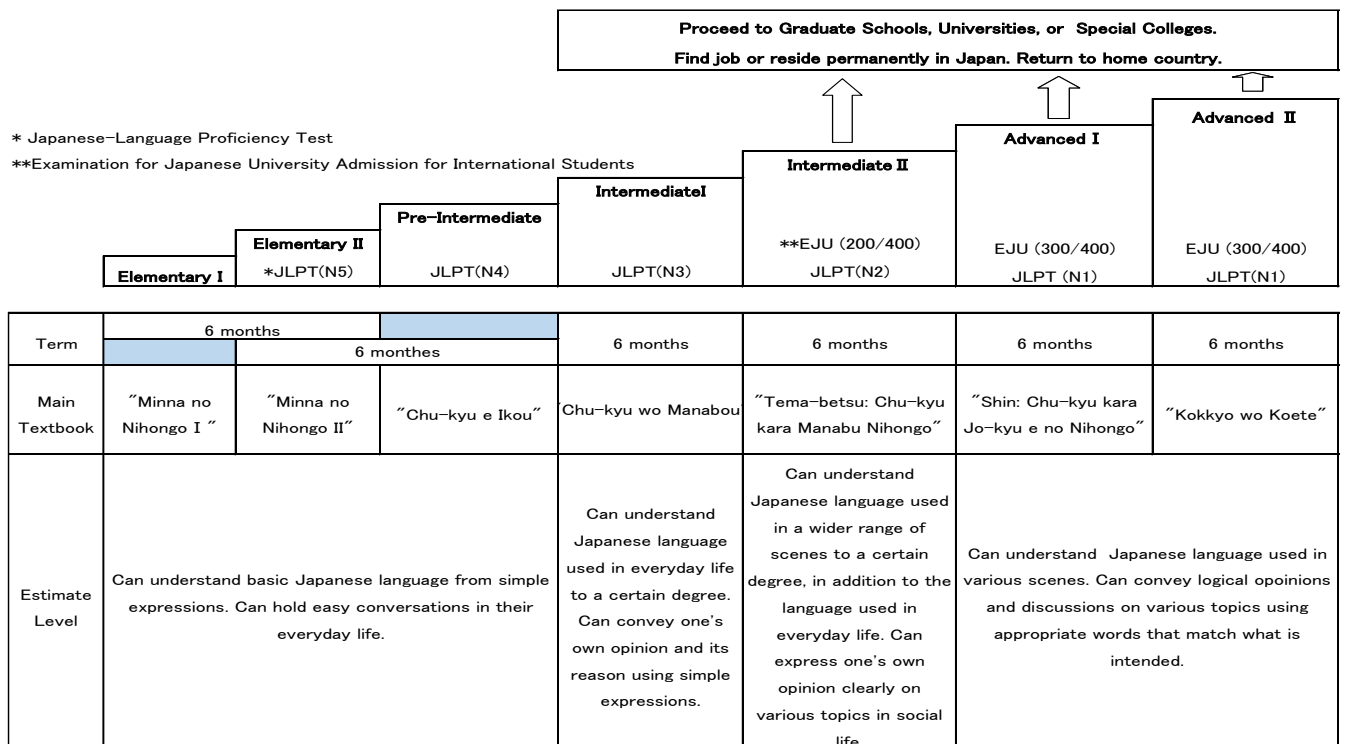 Proceed to Graduate Schools, Universities, or Special Colleges.
Find job or reside permanently in Japan. Return to home country.
* Japanese-Language Proficiency Test
**Examination for Japanese University Admission for International Students
Elementary I
Elementary II
*JLPT(N5)
Pre-Intermediate
JLPT(N4)
IntermediateI
JLPT(N3)
Intermediate II
**EJU (200/400)
JLPT(N2)
Advanced I
EJU (300/400)
JLPT (N1)
Advanced II
EJU (300/400)
JLPT(N1)
Term
6 months
6 monthes
6 months
6 months
6 months
6 months
Main
Textbook
"Minna no
Nihongo I "
"Minna no
Nihongo II"
"Chu-kyu e Ikou"
"Chu-kyu wo Manabou
"Tema-betsu: Chu-kyu
kara Manabu Nihongo"
"Shin: Chu-kyu kara
Jo-kyu e no Nihongo"
"Kokkyo wo Koete"
Estimate
Level
Can understand basic Japanese language from simple
expressions. Can hold easy conversations in their
everyday life.
Can understand
Japanese language
used in everyday life
to a certain degree.
Can convey one's
own opinion and its
reason using simple
expressions.
Can understand
Japanese language used
in a wider range of
scenes to a certain
degree, in addition to the
language used in
everyday life. Can
express one's own
opinion clearly on
various topics in social
life.
Can understand Japanese language used in
various scenes. Can convey logical opoinions
and discussions on various topics using
appropriate words that match what is
intended.